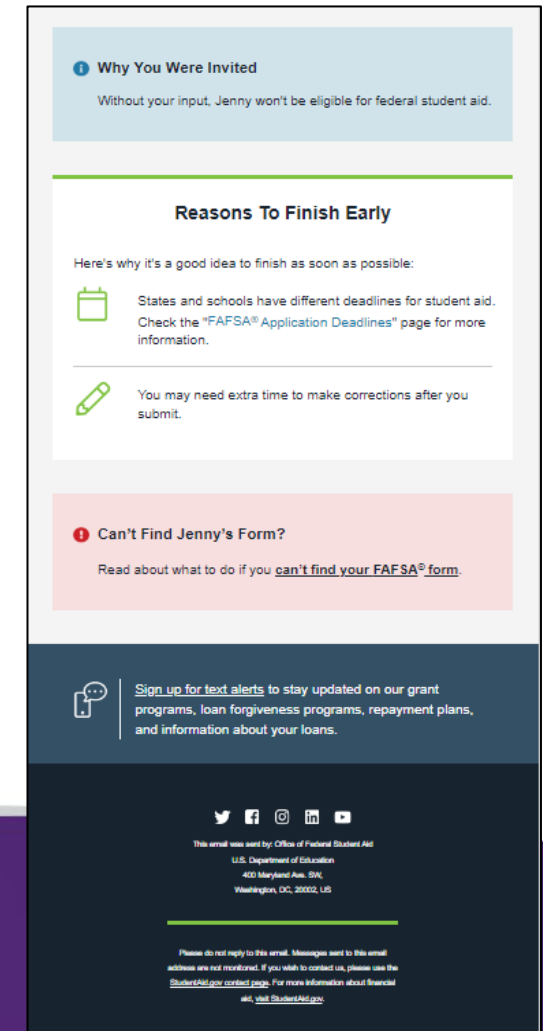 Why You Were Invited
Without your input, Jenny won't be eligible for federal student aid.
Reasons To Finish Early
Here's why it's a good idea to finish as soon as possible:
States and schools have different deadlines for student aid.
Check the "FAFSA® Application Deadlines" page for more
information.
You may need extra time to make corrections after you
submit.
Can't Find Jenny's Form?
Read about what to do if you can't find your FAFSA® form.
Sign up for text alerts to stay updated on our grant
programs, loan forgiveness programs, repayment plans,
and information about your loans.
This email was sent by: Office of Federal Student Aid
U.S. Department of Education
400 Maryland Ave. SW,
Washington, DC, 20002, US
Please do not reply to this email. Messages sent to this email
address are not monitored. If you wish to contact us, please use the
StudentAid.gov contact page. For more information about financial
aid, visit StudentAid.gov.